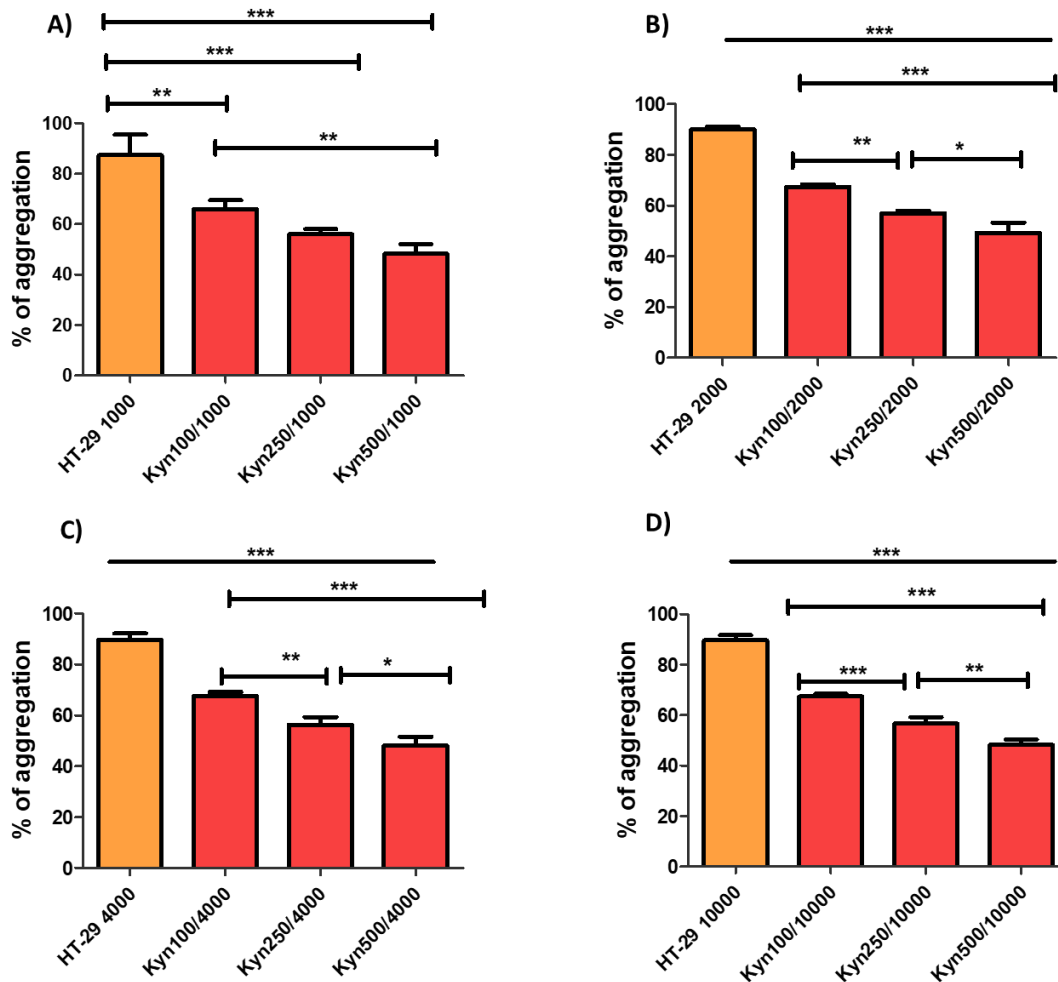 A)
***
***
**
**
% of aggregation
100
80
60
40
20
0
HT-29 1000
Kyn100/1000
Kyn250/1000
Kyn500/1000
B)
***
***
**
*
% of aggregation
100
80
60
40
20
0
HT-29 2000
Kyn100/2000
Kyn250/2000
Kyn500/2000
C)
***
***
**
*
% of aggregation
100
80
60
40
20
0
HT-29 4000
Kyn100/4000
Kyn250/4000
Kyn500/4000
D)
***
***
***
**
% of aggregation
100
80
60
40
20
0
HT-29 10000
Kyn100/10000
Kyn250/10000
Kyn500/10000